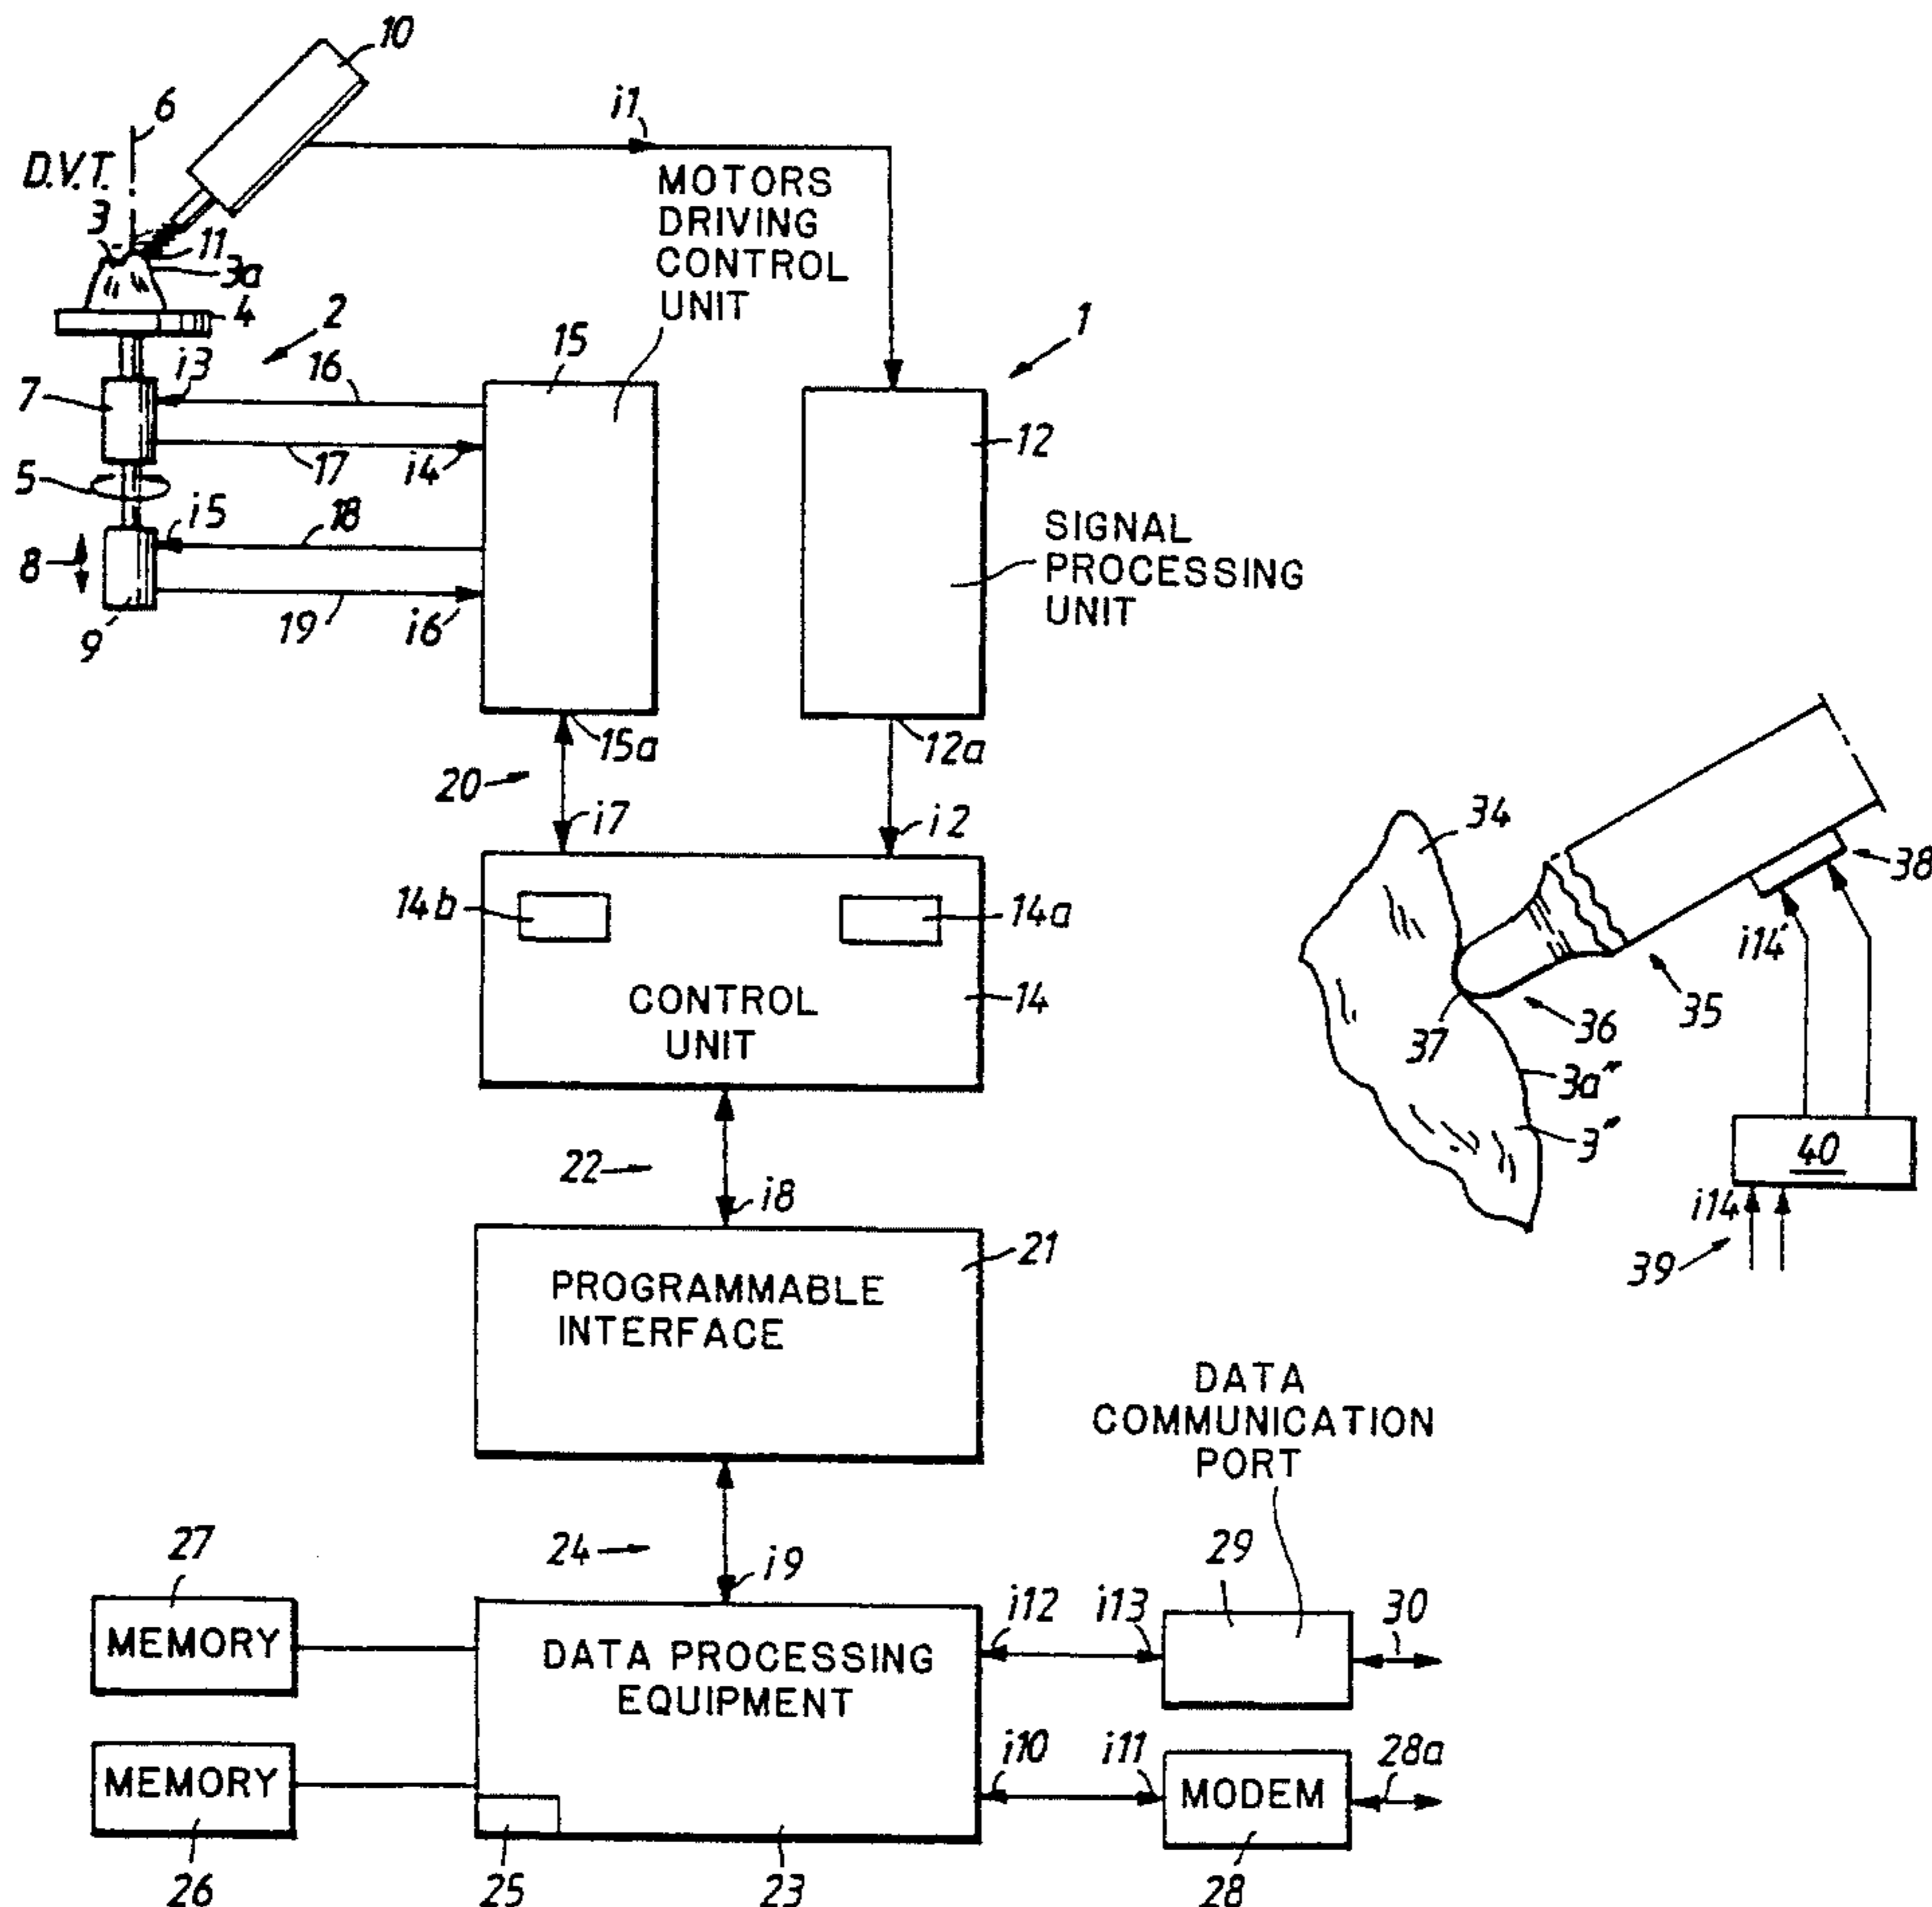 10
6
i1
D.V.T.
3
11
3a
4
MOTORS
DRIVING
CONTROL
UNIT
2
1
i3
16
15
7
12
17
i4
5
i5
18
SIGNAL
PROCESSING
UNIT
8
19
i6
9
15a
12a
20
i7
i2
34
38
14b
14a
i14'
CONTROL
UNIT
14
35
36
37
3a"
3"
40
22
i8
i14
39
21
PROGRAMMABLE
INTERFACE
DATA
COMMUNICATION
PORT
27
24
i9
29
i12
i13
30
MEMORY
DATA PROCESSING
EQUIPMENT
i10
i11
28a
MEMORY
MODEM
26
25
23
28